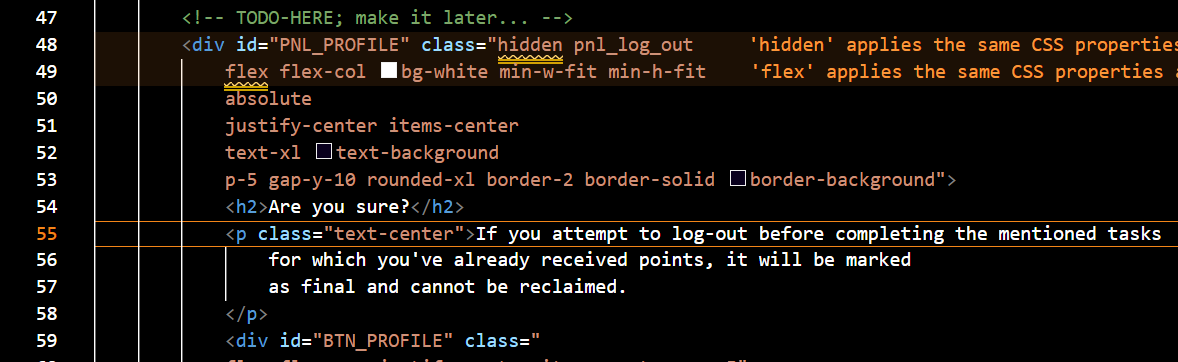 47 <!-- TODO-HERE; make it later... -->
48 <div id="PNL_PROFILE" class="hidden pnl_log_out 'hidden' applies the same CSS properties
49 flex flex-col bg-white min-w-fit min-h-fit 'flex' applies the same CSS properties a
50 absolute
51 justify-center items-center
52 text-xl text-background
53 p-5 gap-y-10 rounded-xl border-2 border-solid border-background">
54 <h2>Are you sure?</h2>
55 <p class="text-center">If you attempt to log-out before completing the mentioned tasks
56 for which you've already received points, it will be marked
57 as final and cannot be reclaimed.
58 </p>
59 <div id="BTN_PROFILE" class="